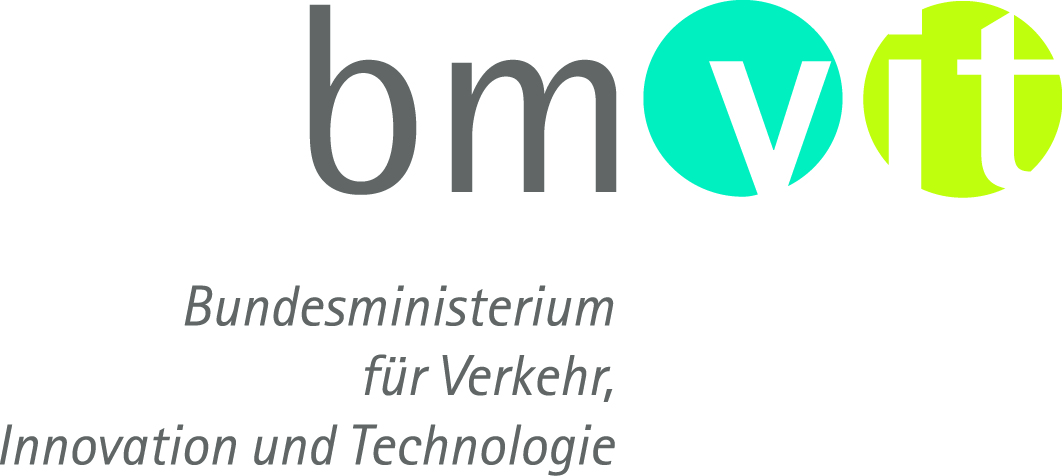 bmvit
Bundesministerium
für Verkehr,
Innovation und Technologie